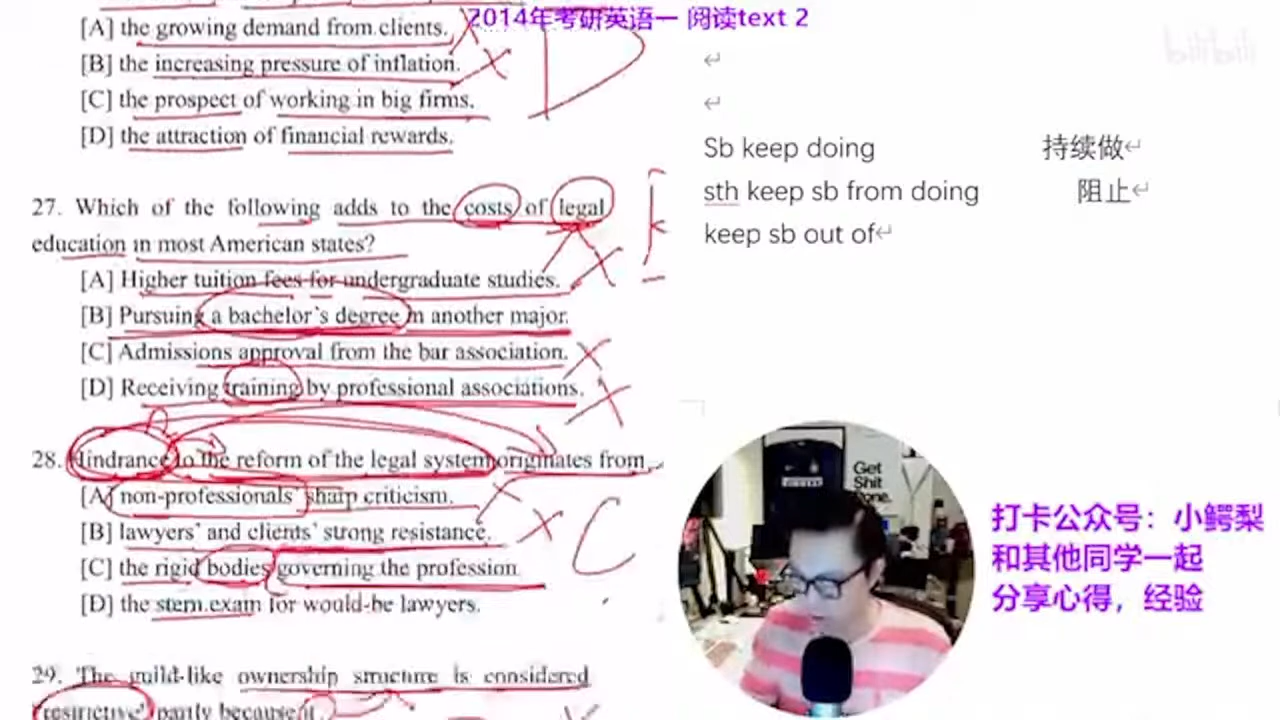 2014年考研英语一 阅读text 2
[A] the growing demand from clients.
[B] the increasing pressure of inflation.
[C] the prospect of working in big firms.
[D] the attraction of financial rewards.
D
27. Which of the following adds to the costs of legal
education in most American states?
[A] Higher tuition fees for undergraduate studies.
[B] Pursuing a bachelor's degree in another major.
[C] Admissions approval from the bar association.
[D] Receiving training by professional associations.
28. Hindrance to the reform of the legal system originates from
[A] non-professionals' sharp criticism.
[B] lawyers' and clients' strong resistance.
[C] the rigid bodies governing the profession.
[D] the stem exam for would-be lawyers.
C
29. The guild-like ownership structure is considered
"restrictive" partly because it
Sb keep doing 持续做
sth keep sb from doing 阻止
keep sb out of
bilibili
Get
Shit
Done.
打卡公众号：小鳄梨
和其他同学一起
分享心得，经验